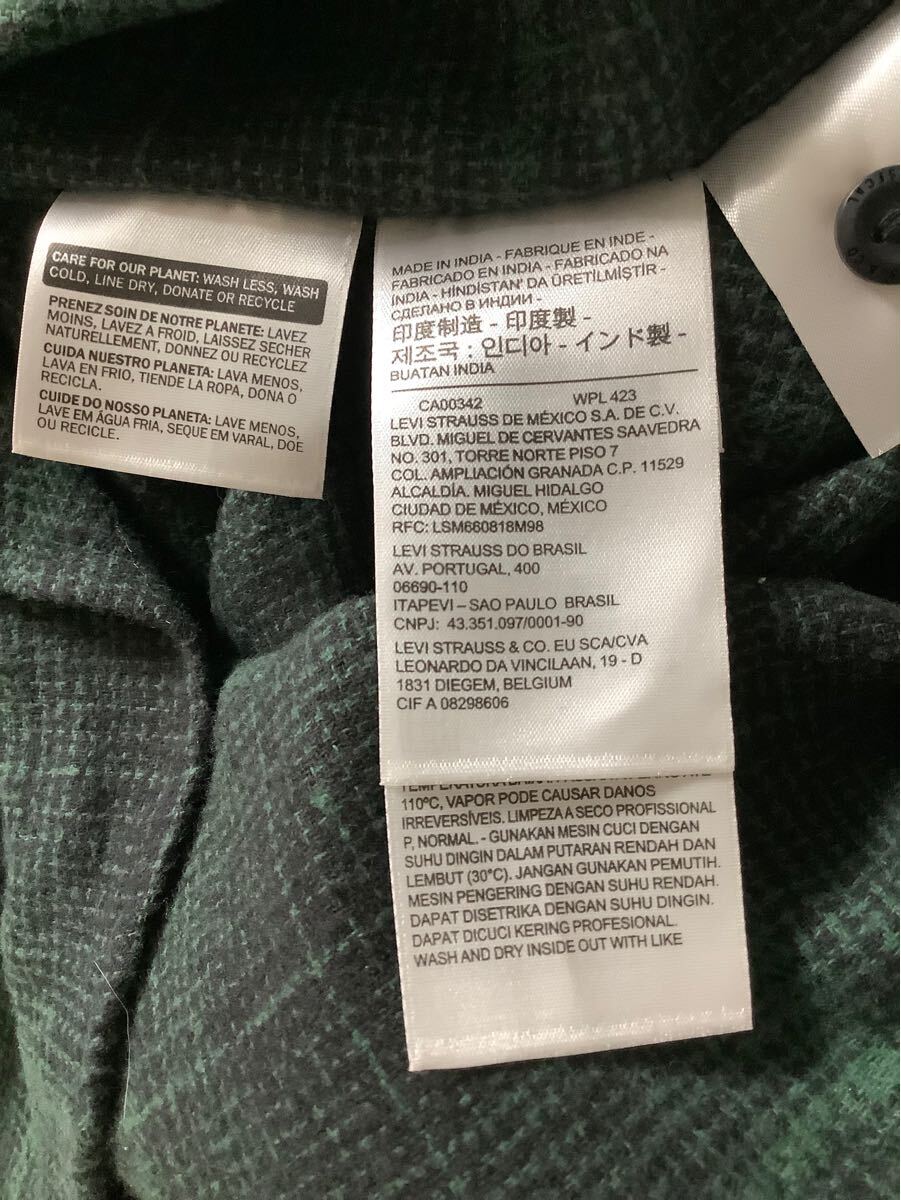 CARE FOR OUR PLANET: WASH LESS, WASH
COLD, LINE DRY, DONATE OR RECYCLE
PRENEZ SOIN DE NOTRE PLANETE: LAVEZ
MOINS, LAVEZ A FROID, LAISSEZ SECHER
NATURELLEMENT, DONNEZ OU RECYCLEZ
CUIDA NUESTRO PLANETA: LAVA MENOS,
LAVA EN FRIO, TIENDE LA ROPA, DONA O
RECICLA.
CUIDE DO NOSSO PLANETA: LAVE MENOS,
LAVE EM ÁGUA FRIA, SEQUE EM VARAL, DOE
OU RECICLE.
MADE IN INDIA - FABRIQUE EN INDE -
FABRICADO EN INDIA - FABRICADO NA
ÍNDIA - HİNDİSTAN' DA ÜRETİLMİŞTİR -
СДЕЛАНО В ИНДИИ -
印度制造 - 印度製 -
제조국 : 인디아 - インド製 -
BUATAN INDIA
CA00342 WPL 423
LEVI STRAUSS DE MÉXICO S.A. DE C.V.
BLVD. MIGUEL DE CERVANTES SAAVEDRA
NO. 301, TORRE NORTE PISO 7
COL. AMPLIACIÓN GRANADA C.P. 11529
ALCALDÍA. MIGUEL HIDALGO
CIUDAD DE MÉXICO, MÉXICO
RFC: LSM660818M98
LEVI STRAUSS DO BRASIL
AV. PORTUGAL, 400
06690-110
ITAPEVI – SAO PAULO BRASIL
CNPJ: 43.351.097/0001-90
LEVI STRAUSS & CO. EU SCA/CVA
LEONARDO DA VINCILAAN, 19 - D
1831 DIEGEM, BELGIUM
CIF A 08298606
110ºC, VAPOR PODE CAUSAR DANOS
IRREVERSÍVEIS. LIMPEZA A SECO PROFISSIONAL
P, NORMAL. - GUNAKAN MESIN CUCI DENGAN
SUHU DINGIN DALAM PUTARAN RENDAH DAN
LEMBUT (30°C). JANGAN GUNAKAN PEMUTIH.
MESIN PENGERING DENGAN SUHU RENDAH.
DAPAT DISETRIKA DENGAN SUHU DINGIN.
DAPAT DICUCI KERING PROFESIONAL.
WASH AND DRY INSIDE OUT WITH LIKE